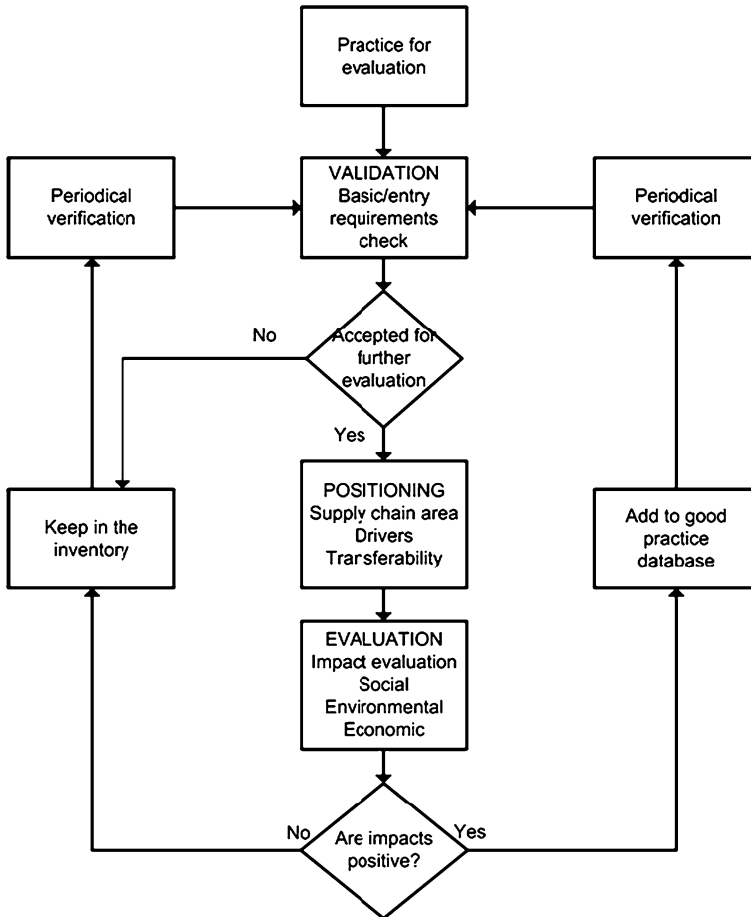 Practice for
evaluation
Periodical
verification
VALIDATION
Basic/entry
requirements
check
Periodical
verification
No
Accepted for
further
evaluation
Yes
Keep in the
inventory
POSITIONING
Supply chain area
Drivers
Transferability
Add to good
practice
database
EVALUATION
Impact evaluation
Social
Environmental
Economic
No
Are impacts
positive?
Yes